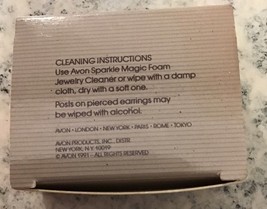 CLEANING INSTRUCTIONS
Use Avon Sparkle Magic Foam
Jewelry Cleaner or wipe with a damp
cloth, dry with a soft one.
Posts on pierced earrings may
be wiped with alcohol.
AVON • LONDON • NEW YORK • PARIS • ROME • TOKYO
AVON PRODUCTS, INC., DISTR.
NEW YORK, N.Y. 10019
© AVON 1991 • ALL RIGHTS RESERVED